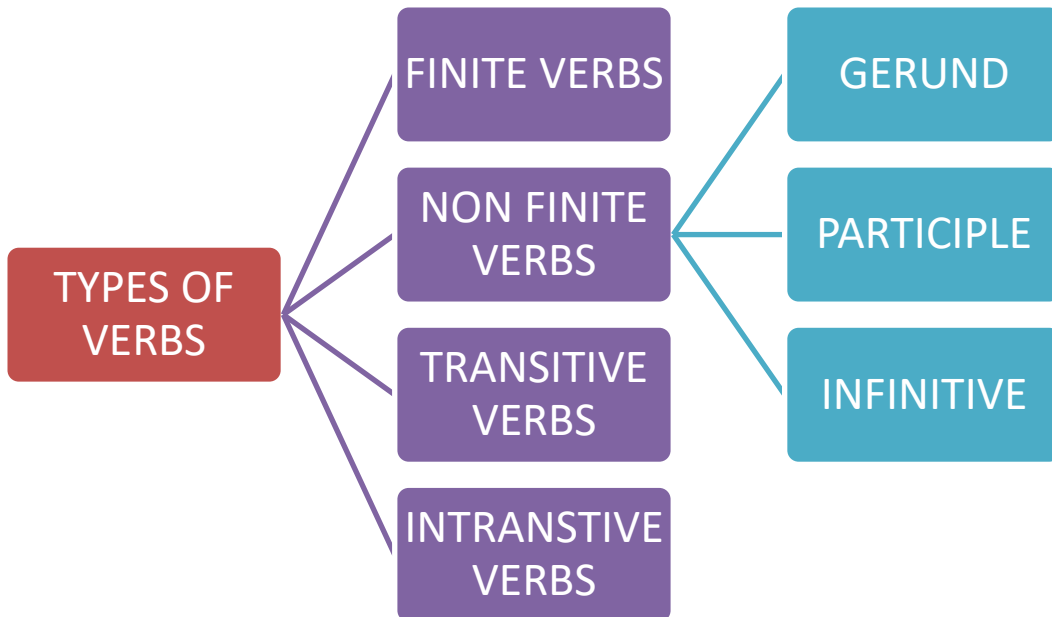 TYPES OF
VERBS
FINITE VERBS
NON FINITE
VERBS
TRANSITIVE
VERBS
INTRANSTIVE
VERBS
GERUND
PARTICIPLE
INFINITIVE